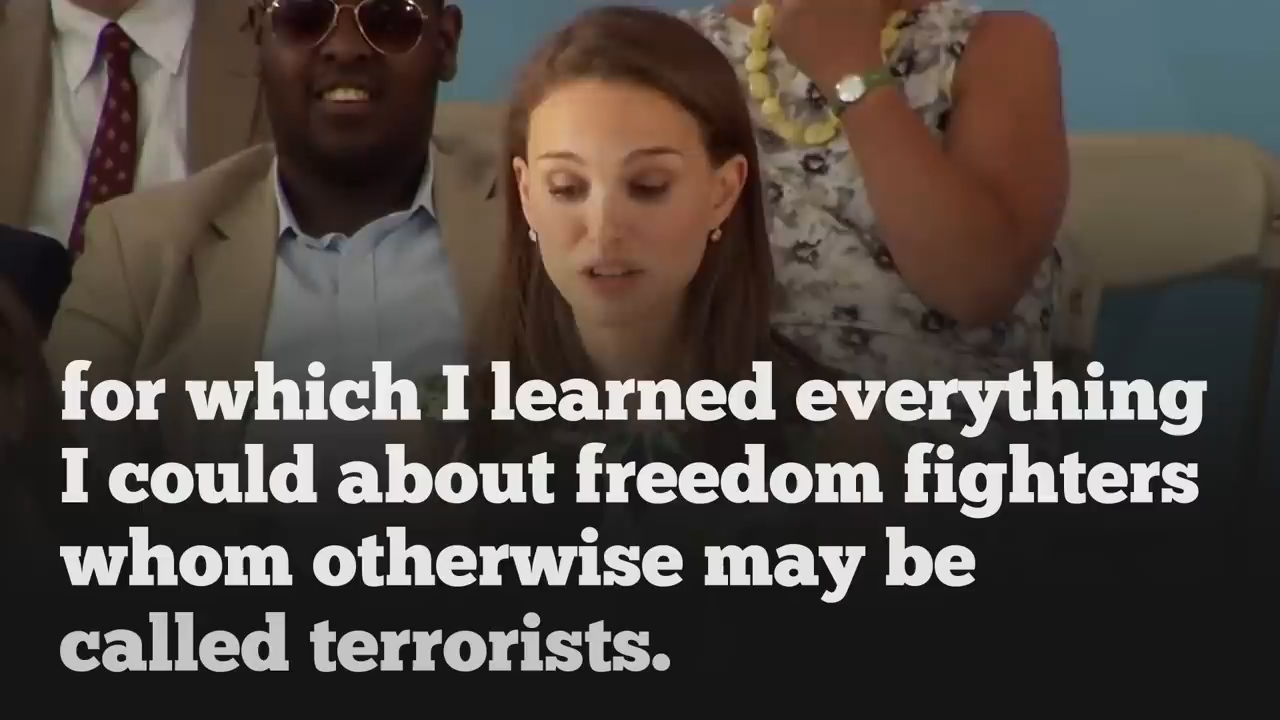 for which I learned everything
I could about freedom fighters
whom otherwise may be
called terrorists.